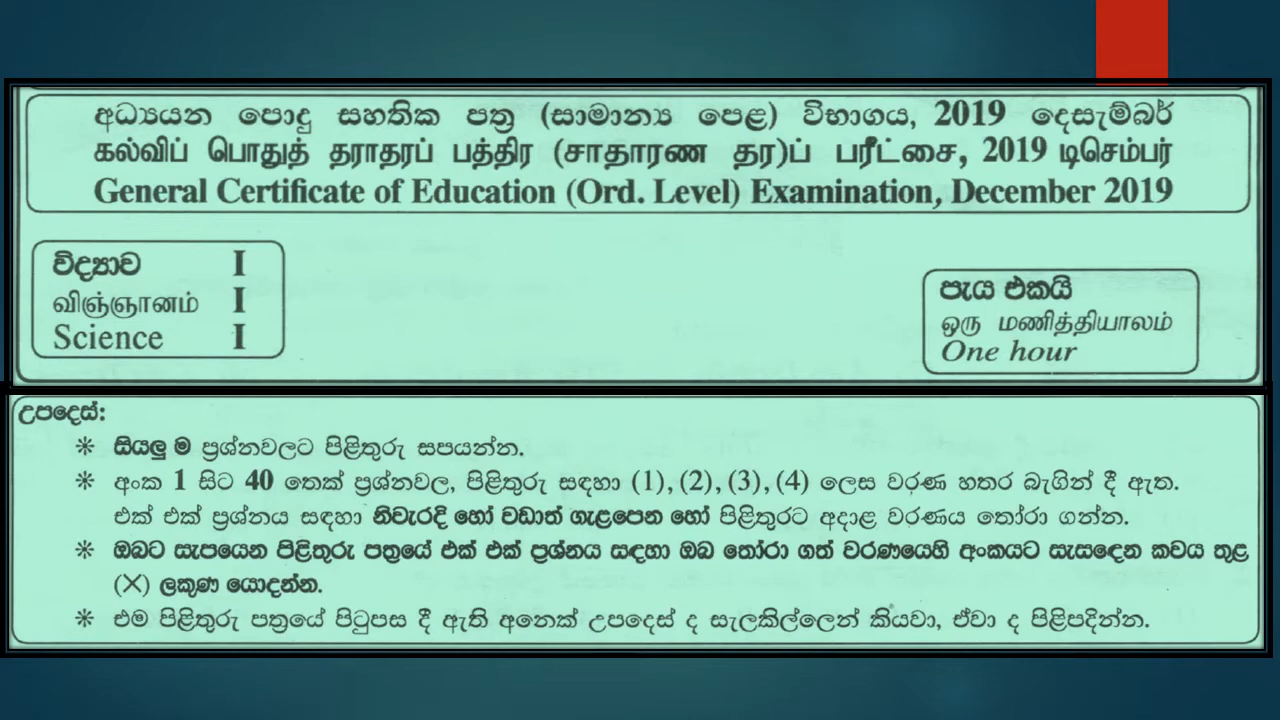 අධ්‍යයන පොදු සහතික පත්‍ර (සාමාන්‍ය පෙළ) විභාගය, 2019 දෙසැම්බර්
கல்விப் பொதுத் தராதரப் பத்திர (சாதாரண தர)ப் பரீட்சை, 2019 டிசெம்பர்
General Certificate of Education (Ord. Level) Examination, December 2019
විද්‍යාව I
விஞ்ஞானம் I
Science I
පැය එකයි
ஒரு மணித்தியாலம்
One hour
උපදෙස්:
✻ සියලු ම ප්‍රශ්නවලට පිළිතුරු සපයන්න.
✻ අංක 1 සිට 40 තෙක් ප්‍රශ්නවල, පිළිතුරු සඳහා (1), (2), (3), (4) ලෙස වරණ හතර බැගින් දී ඇත.
එක් එක් ප්‍රශ්නය සඳහා නිවැරදි හෝ වඩාත් ගැළපෙන හෝ පිළිතුරට අදාළ වරණය තෝරා ගන්න.
✻ ඔබට සැපයෙන පිළිතුරු පත්‍රයේ එක් එක් ප්‍රශ්නය සඳහා ඔබ තෝරා ගත් වරණයෙහි අංකයට සැසඳෙන කවය තුළ
(X) ලකුණ යොදන්න.
✻ එම පිළිතුරු පත්‍රයේ පිටුපස දී ඇති අනෙක් උපදෙස් ද සැලකිල්ලෙන් කියවා, ඒවා ද පිළිපදින්න.